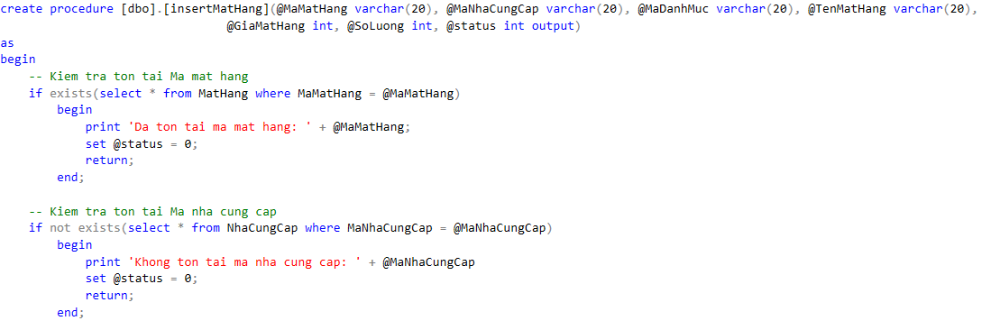 create procedure [dbo].[insertMatHang](@MaMatHang varchar(20), @MaNhaCungCap varchar(20), @MaDanhMuc varchar(20), @TenMatHang varchar(20),
@GiaMatHang int, @SoLuong int, @status int output)
as
begin
-- Kiem tra ton tai Ma mat hang
if exists(select * from MatHang where MaMatHang = @MaMatHang)
begin
print 'Da ton tai ma mat hang: ' + @MaMatHang;
set @status = 0;
return;
end;
-- Kiem tra ton tai Ma nha cung cap
if not exists(select * from NhaCungCap where MaNhaCungCap = @MaNhaCungCap)
begin
print 'Khong ton tai ma nha cung cap: ' + @MaNhaCungCap
set @status = 0;
return;
end;